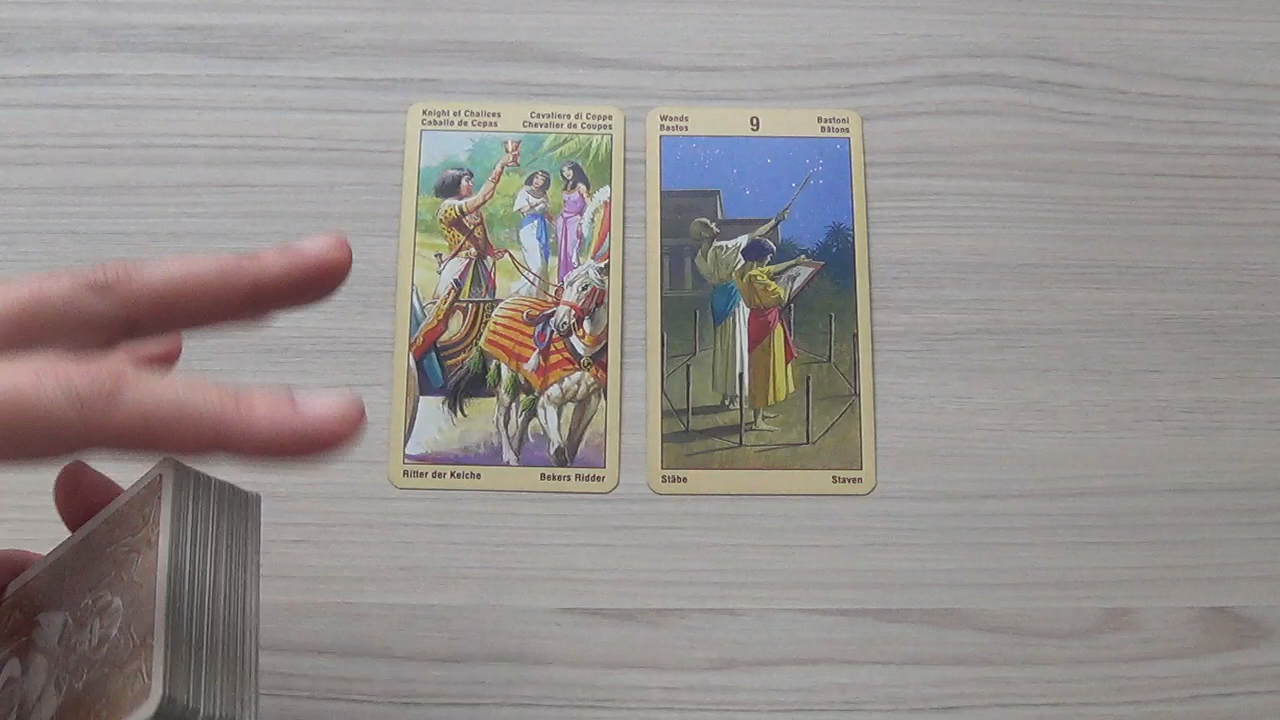 Knight of Chalices Cavaliere di Coppe
Caballo de Copas Chevalier de Coupes
Ritter der Kelche Bekers Ridder
Wands 9 Bastoni
Bastos Bâtons
Stäbe Staven